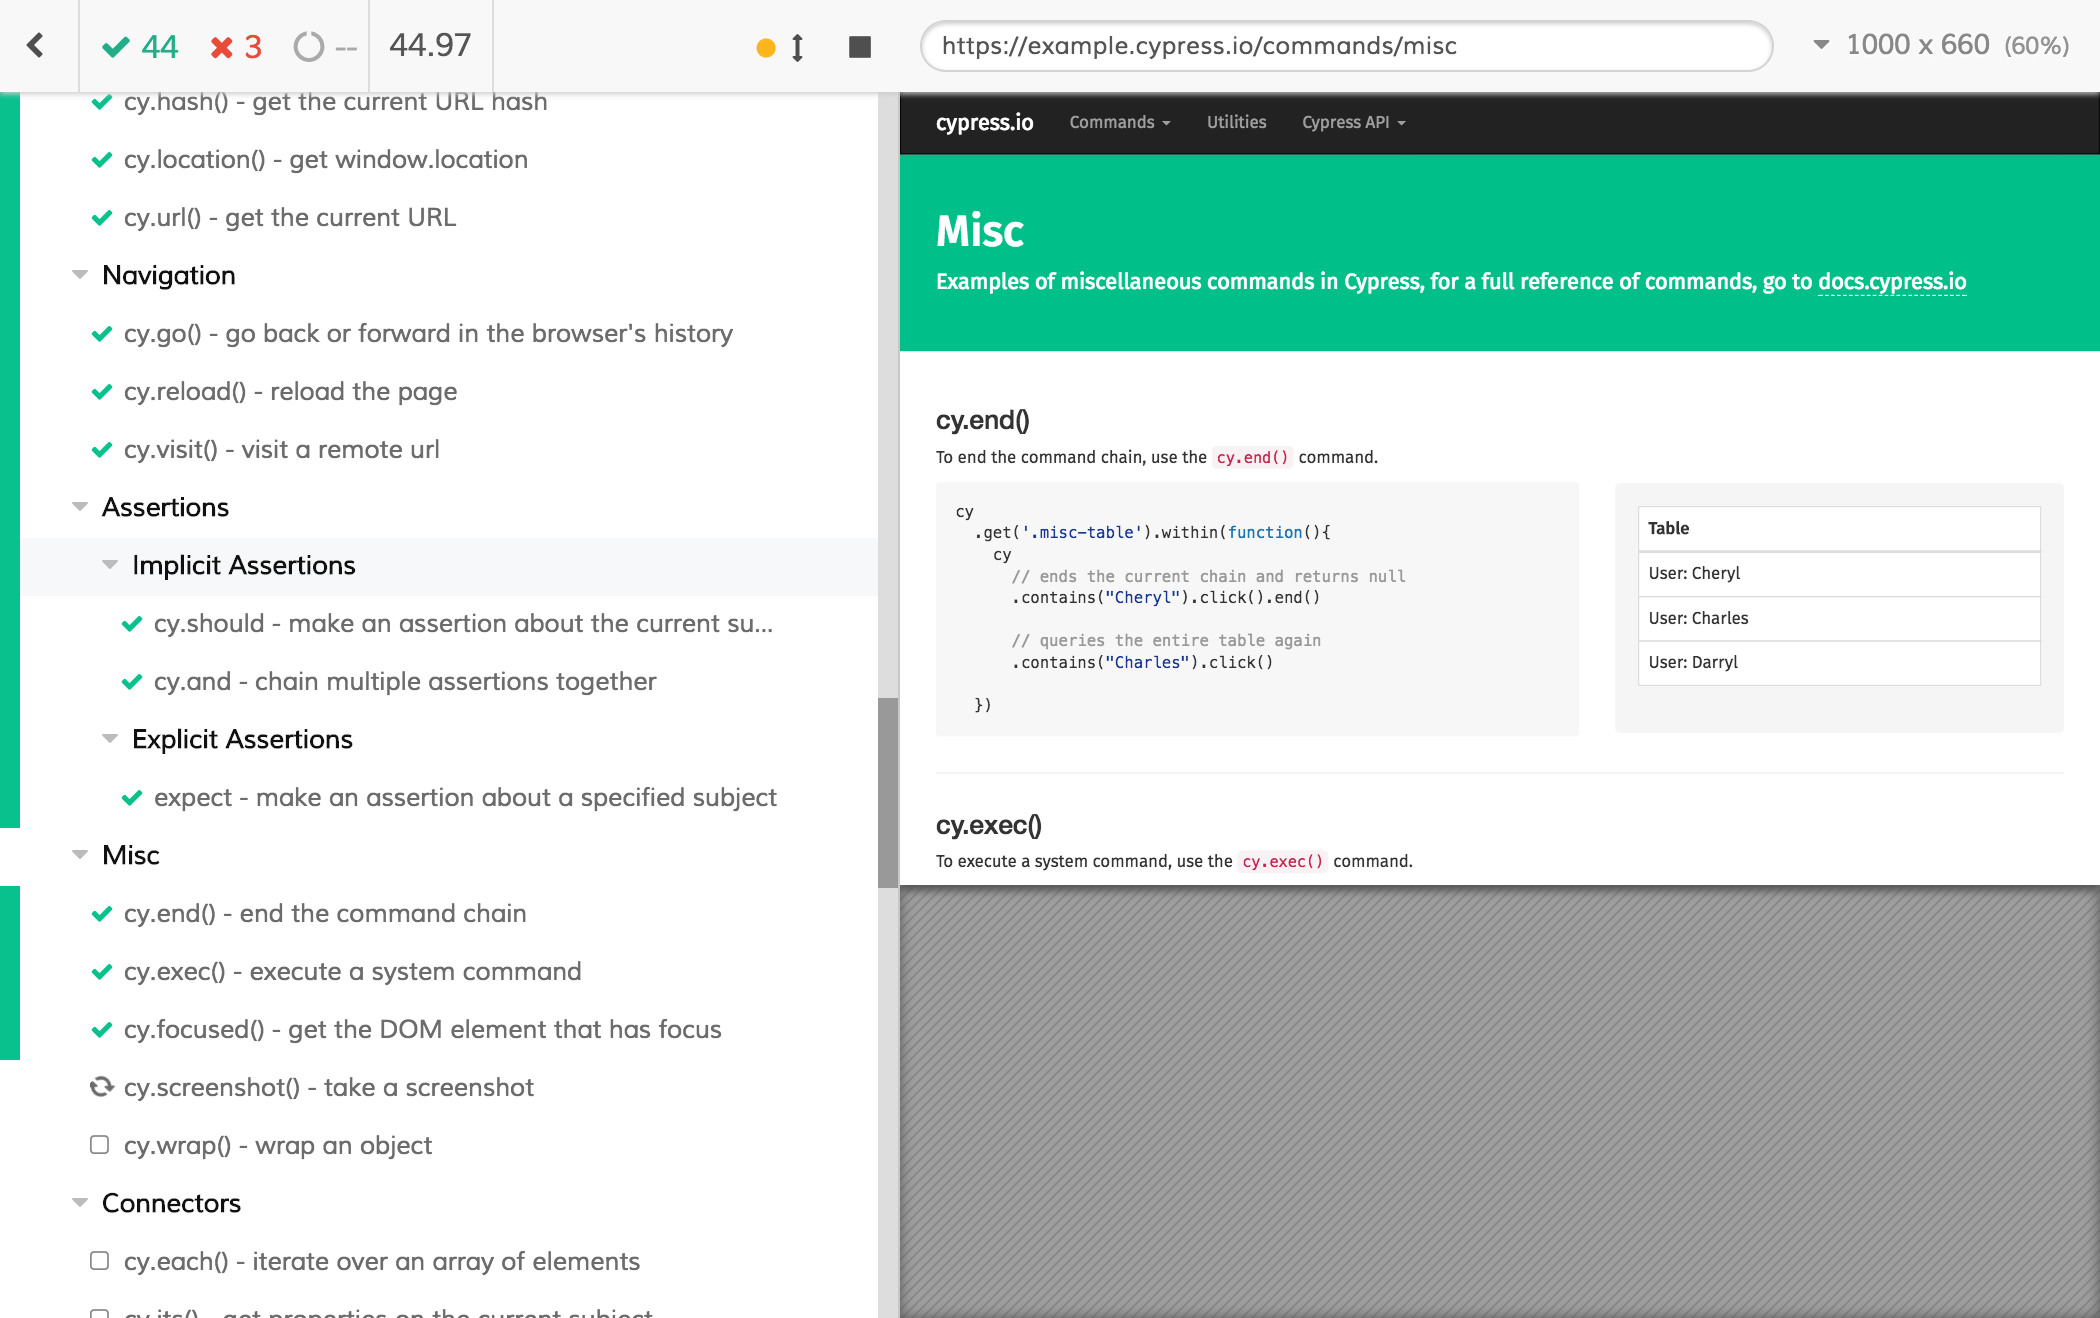 44 3 -- 44.97
https://example.cypress.io/commands/misc
1000 x 660 (60%)
cy.hash() - get the current URL hash
cy.location() - get window.location
cy.url() - get the current URL
Navigation
cy.go() - go back or forward in the browser's history
cy.reload() - reload the page
cy.visit() - visit a remote url
Assertions
Implicit Assertions
cy.should - make an assertion about the current su...
cy.and - chain multiple assertions together
Explicit Assertions
expect - make an assertion about a specified subject
Misc
cy.end() - end the command chain
cy.exec() - execute a system command
cy.focused() - get the DOM element that has focus
cy.screenshot() - take a screenshot
cy.wrap() - wrap an object
Connectors
cy.each() - iterate over an array of elements
cy.its() - get properties on the current subject
cypress.io Commands Utilities Cypress API
Misc
Examples of miscellaneous commands in Cypress, for a full reference of commands, go to docs.cypress.io
cy.end()
To end the command chain, use the cy.end() command.
cy
.get('.misc-table').within(function(){
cy
// ends the current chain and returns null
.contains("Cheryl").click().end()
// queries the entire table again
.contains("Charles").click()
})
Table
User: Cheryl
User: Charles
User: Darryl
cy.exec()
To execute a system command, use the cy.exec() command.